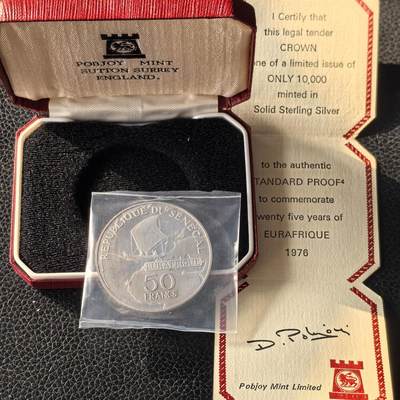 POBJOY MINT
SUTTON SURREY
ENGLAND.
I Certify that
this legal tender
CROWN
one of a limited issue of
ONLY 10,000
minted in
Solid Sterling Silver
to the authentic
STANDARD PROOF4
to commemorate
twenty five years of
EURAFRIQUE
1976
D. Pobjoy
Pobjoy Mint Limited
REPUBLIQUE DU SENEGAL
EURAFRIQUE
50
FRANCS